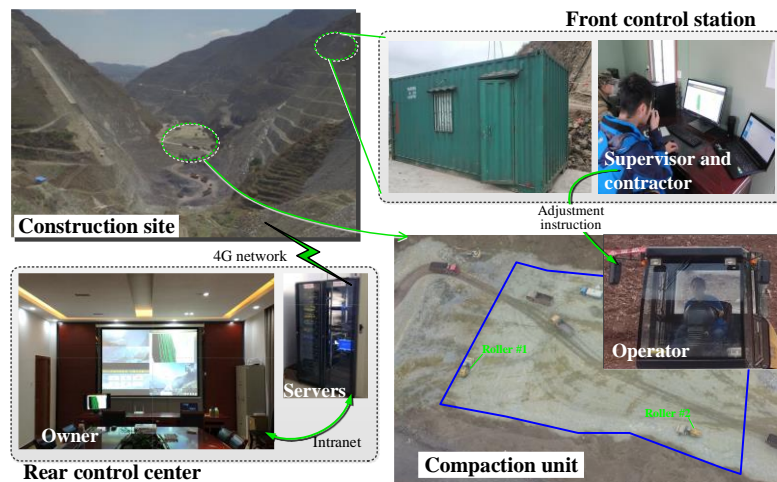 Front control station
Supervisor and
contractor
Construction site
Adjustment
instruction
4G network
Servers
Roller #1
Operator
Roller #2
Owner
Intranet
Rear control center
Compaction unit